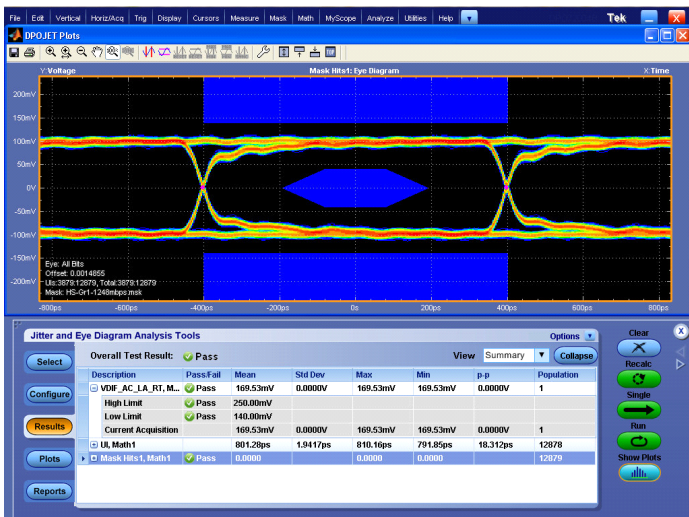 File Edit Vertical Horiz/Acq Trig Display Cursors Measure Mask Math MyScope Analyze Utilities Help Tek
DPOJET Plots
Y:Voltage Mask Hits1: Eye Diagram X:Time
200mV
150mV
100mV
50mV
0V
-50mV
-100mV
-150mV
-200mV
Eye: All Bits
Offset: 0.0014855
UIs:3879:12879, Total:3879:12879
Mask: HS-Gr1-1248mbps.msk
-800ps -600ps -400ps -200ps 0s 200ps 400ps 600ps 800ps
Jitter and Eye Diagram Analysis Tools Options Clear X
Overall Test Result: Pass View Summary Collapse
Select
Configure
Results
Plots
Reports
Description Pass/Fail Mean Std Dev Max Min p-p Population
VDIF_AC_LA_RT, M... Pass 169.53mV 0.0000V 169.53mV 169.53mV 0.0000V 1
High Limit Pass 250.00mV
Low Limit Pass 140.00mV
Current Acquisition 169.53mV 0.0000V 169.53mV 169.53mV 0.0000V 1
UI, Math1 801.28ps 1.9417ps 810.16ps 791.85ps 18.312ps 12878
Mask Hits1, Math1 Pass 0.0000 0.0000 0.0000 12879
Recalc
Single
Run
Show Plots